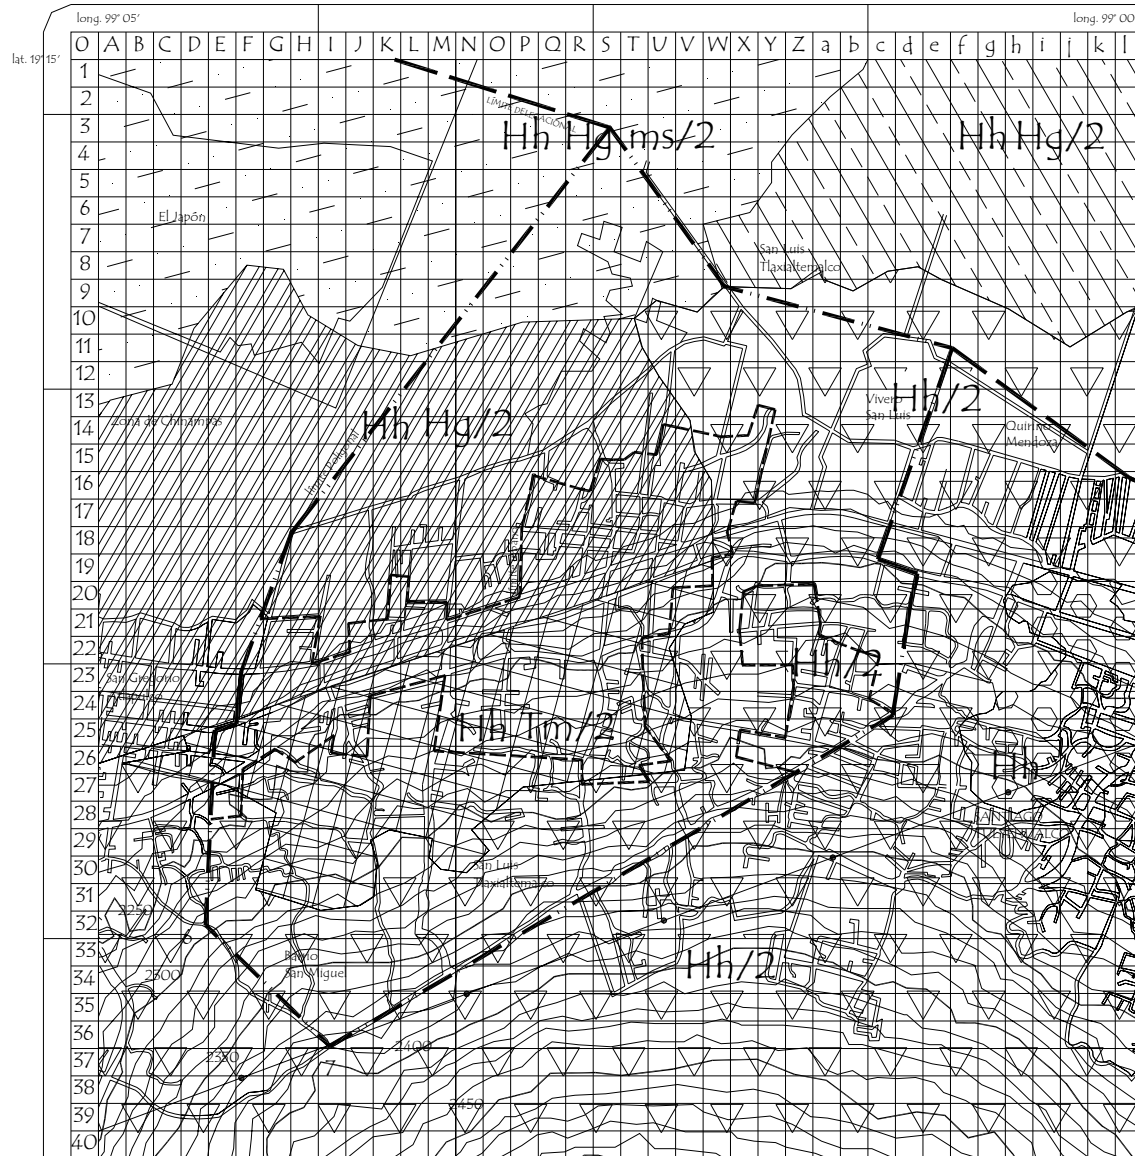 long. 99° 05'
long. 99° 00'
lat. 19° 15'
0 A B C D E F G H I J K L M N O P Q R S T U V W X Y Z a b c d e f g h i j k l
1
2
LÍMITE DELEGACIONAL
3
Hh Hg ms/2
Hh Hg/2
4
5
6
El Japón
7
San Luis
Tlaxialtemalco
8
9
10
11
12
13
Hh/2
Vivero
San Luis
Zona de Chinampas
14
Hh Hg/2
Quirino
Mendoza
15
16
17
18
19
20
21
22
23
San Gregorio
Hh/2
24
25
Hh Tm/2
26
Hh
27
28
SANTIAGO
29
30
San Luis
Tlaxialtemalco
31
2250
32
33
Barrio
San Miguel
34
2300
Hh/2
35
36
2400
37
2350
38
39
2450
40